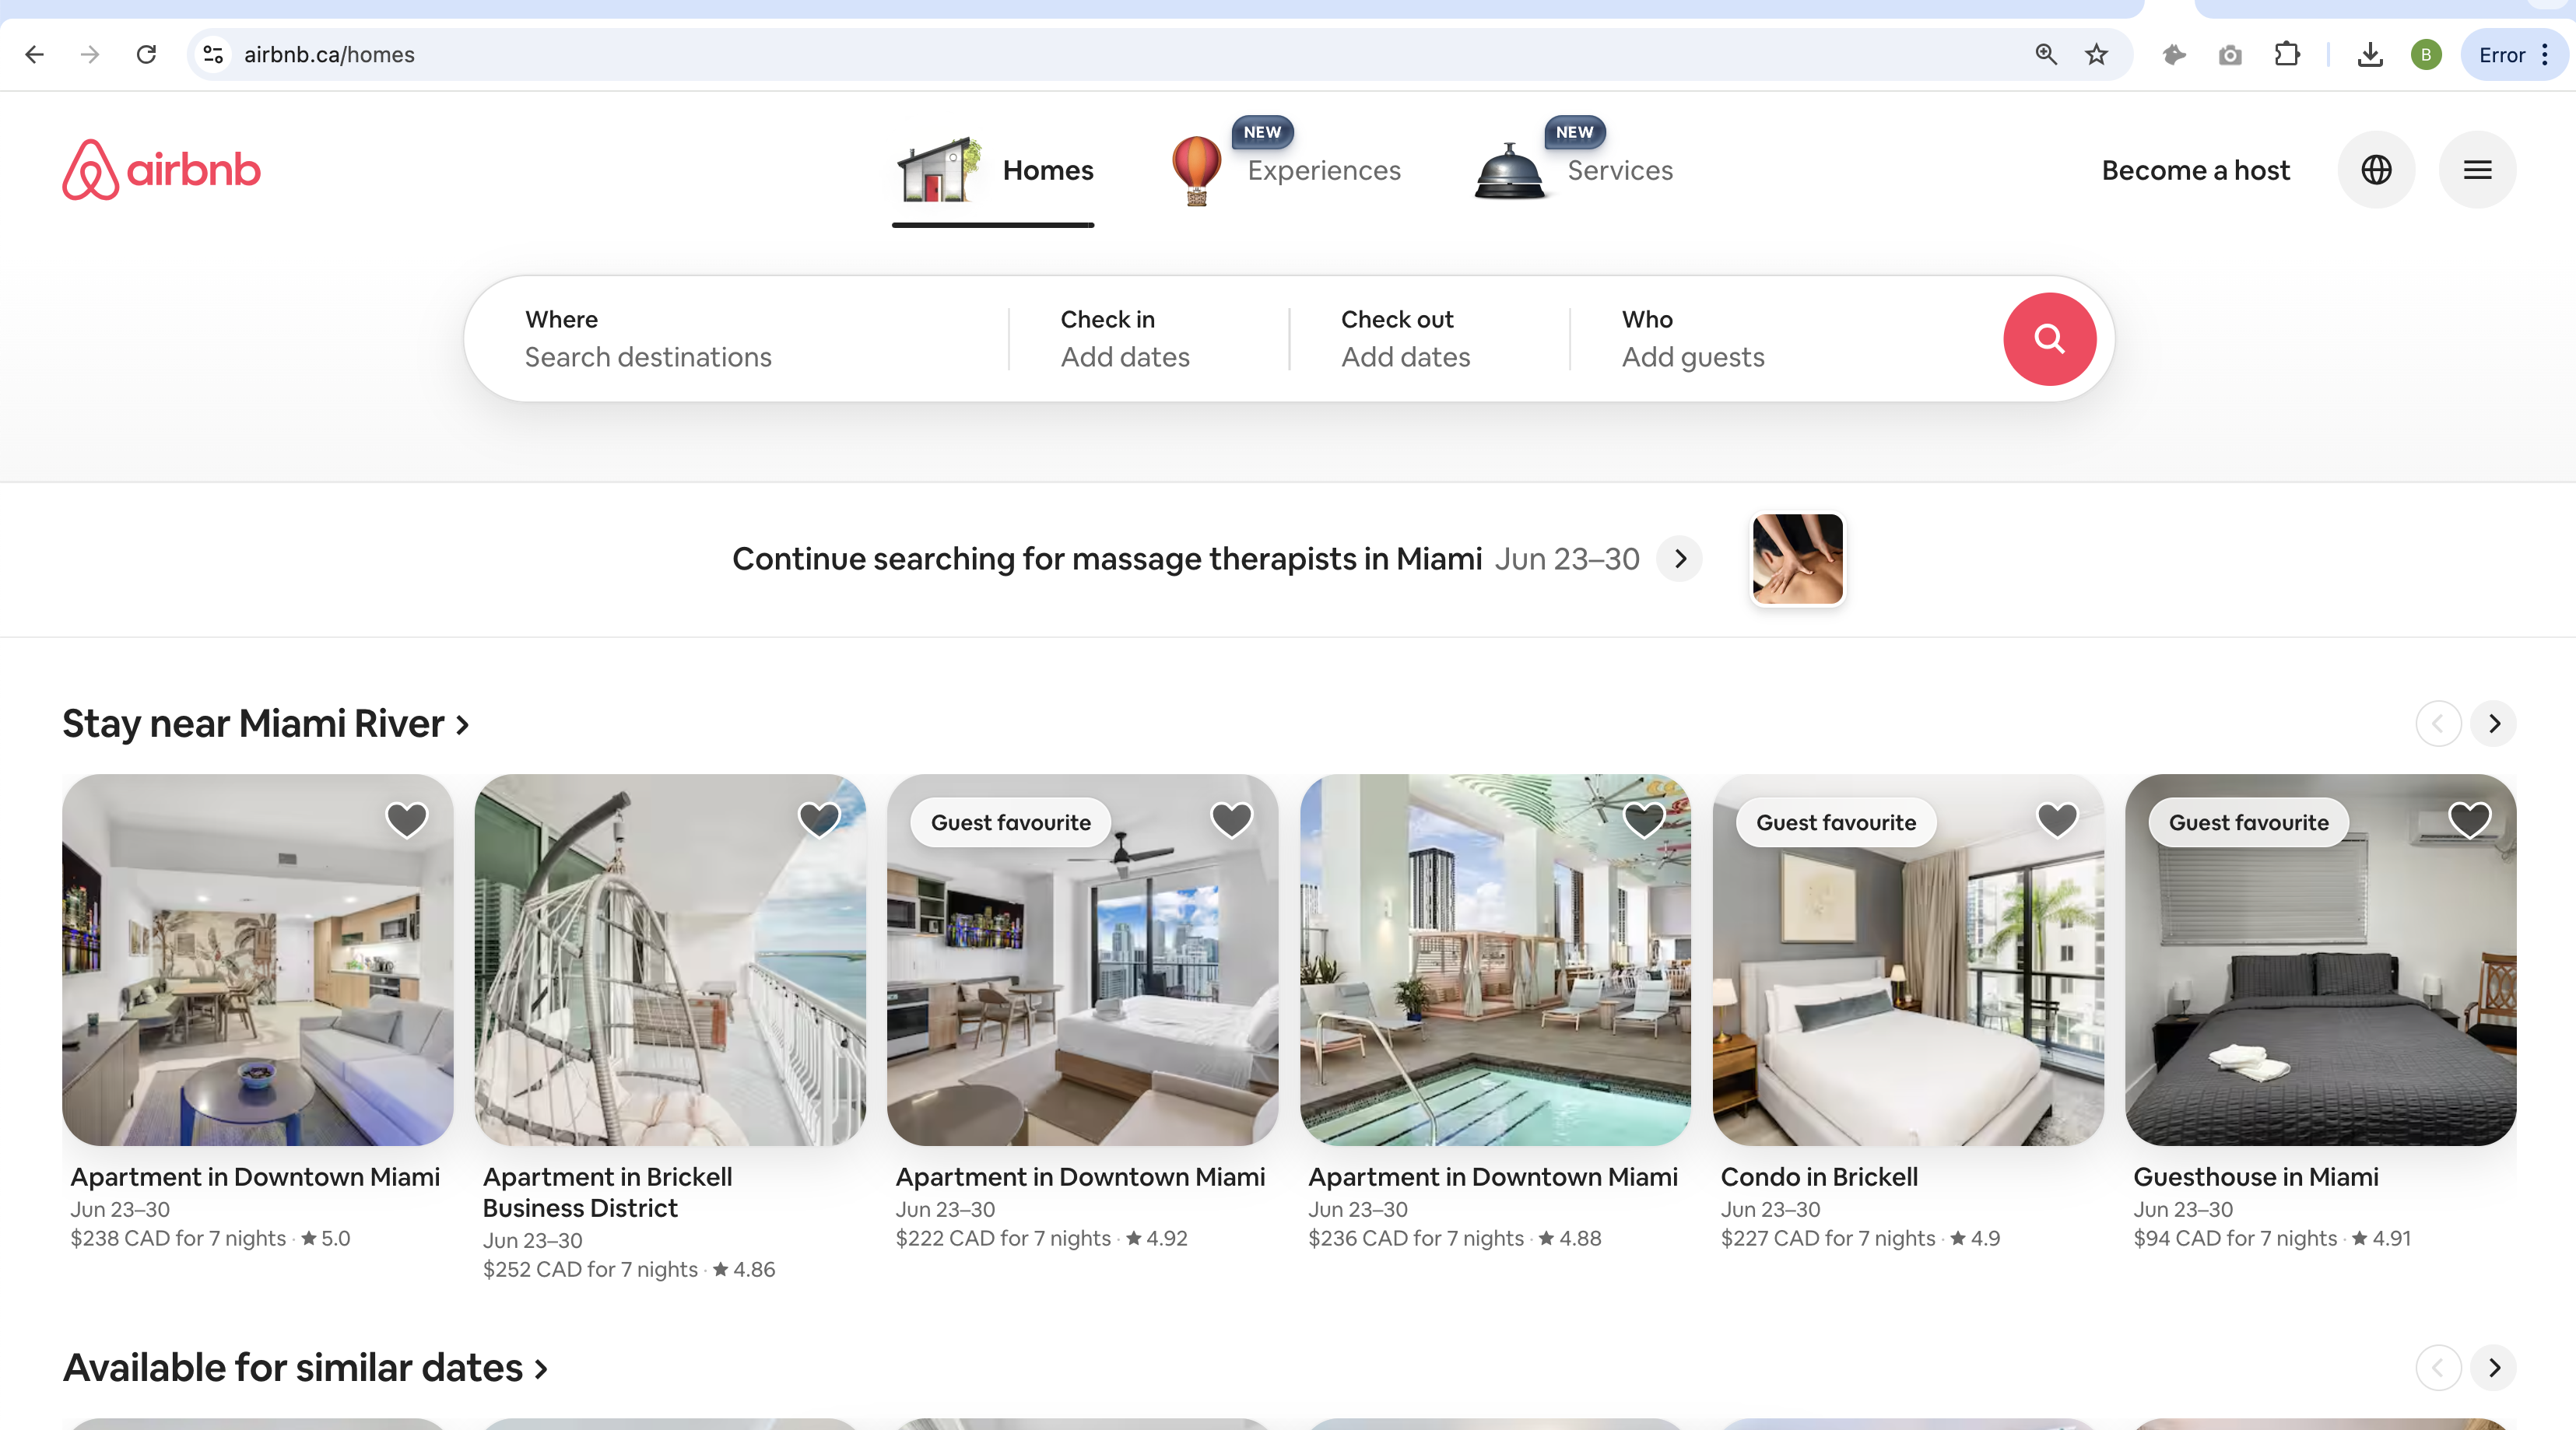 airbnb.ca/homes
B
Error
airbnb
Homes
NEW
Experiences
NEW
Services
Become a host
Where
Search destinations
Check in
Add dates
Check out
Add dates
Who
Add guests
Continue searching for massage therapists in Miami Jun 23–30
Stay near Miami River
Apartment in Downtown Miami
Jun 23–30
$238 CAD for 7 nights · ★ 5.0
Apartment in Brickell
Business District
Jun 23–30
$252 CAD for 7 nights · ★ 4.86
Guest favourite
Apartment in Downtown Miami
Jun 23–30
$222 CAD for 7 nights · ★ 4.92
Apartment in Downtown Miami
Jun 23–30
$236 CAD for 7 nights · ★ 4.88
Guest favourite
Condo in Brickell
Jun 23–30
$227 CAD for 7 nights · ★ 4.9
Guest favourite
Guesthouse in Miami
Jun 23–30
$94 CAD for 7 nights · ★ 4.91
Available for similar dates